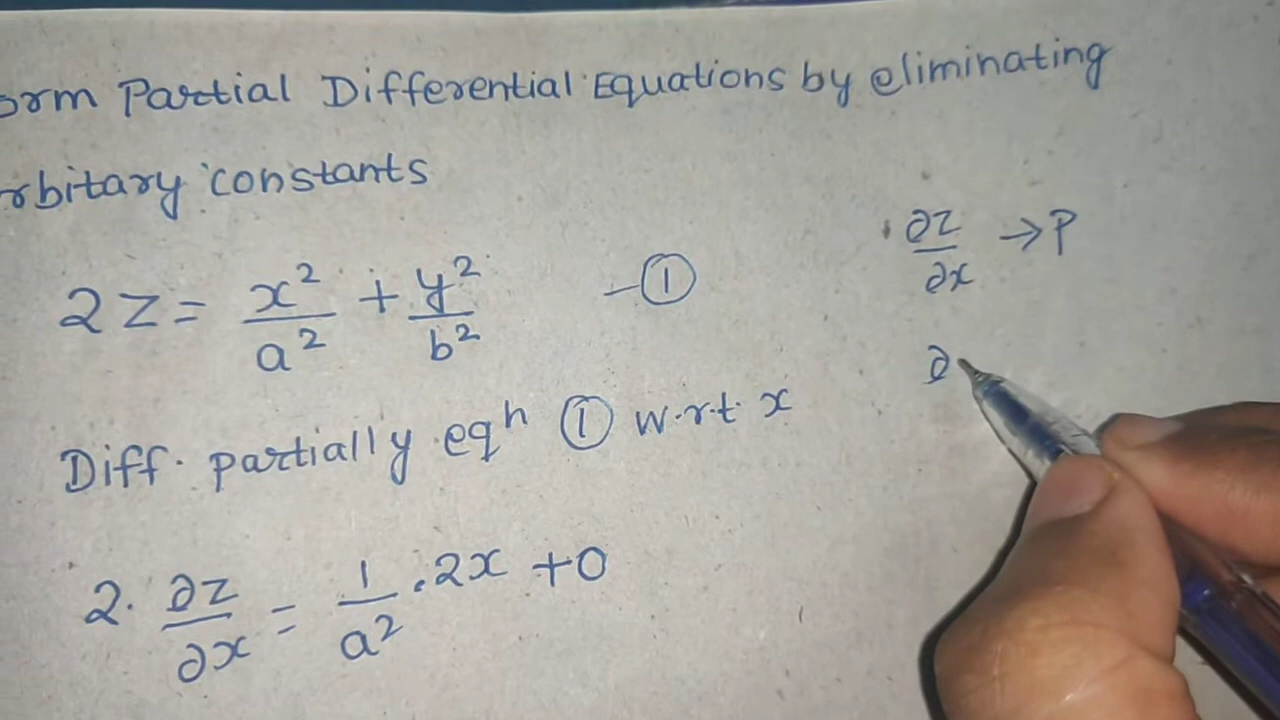 orm Partial Differential Equations by eliminating
rbitary constants
2z = x²/a² + y²/b² —①
∂z/∂x → P
∂
Diff. partially eqⁿ ① w.r.t. x
2. ∂z/∂x = 1/a² . 2x + 0